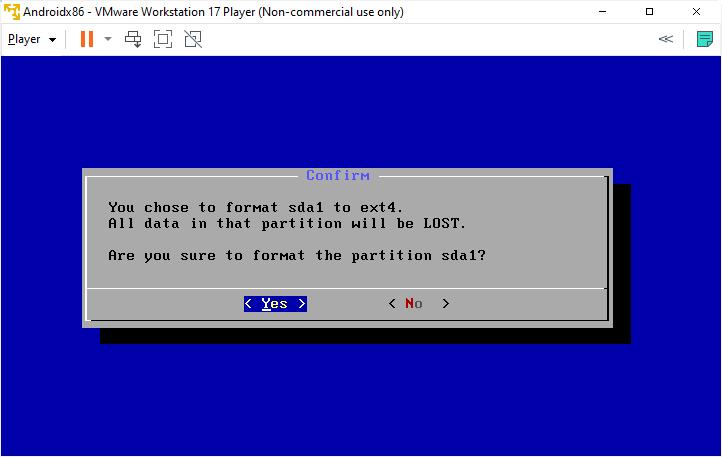 Androidx86 - VMware Workstation 17 Player (Non-commercial use only)
Player
Confirm
You chose to format sda1 to ext4.
All data in that partition will be LOST.
Are you sure to format the partition sda1?
< Yes > < No >